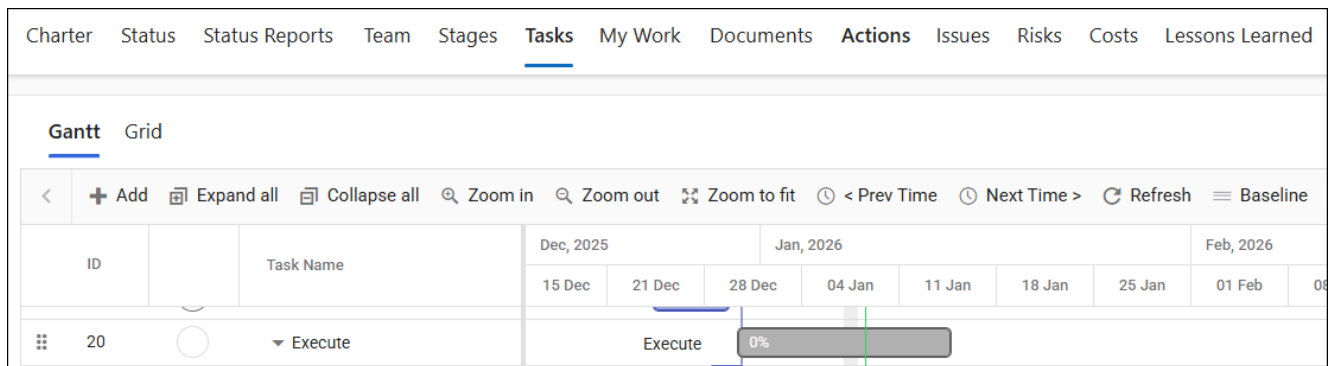 Charter Status Status Reports Team Stages Tasks My Work Documents Actions Issues Risks Costs Lessons Learned
Gantt Grid
< Add Expand all Collapse all Zoom in Zoom out Zoom to fit < Prev Time Next Time > Refresh Baseline
ID Task Name Dec, 2025 Jan, 2026 Feb, 2026
15 Dec 21 Dec 28 Dec 04 Jan 11 Jan 18 Jan 25 Jan 01 Feb 08
20 Execute Execute 0%